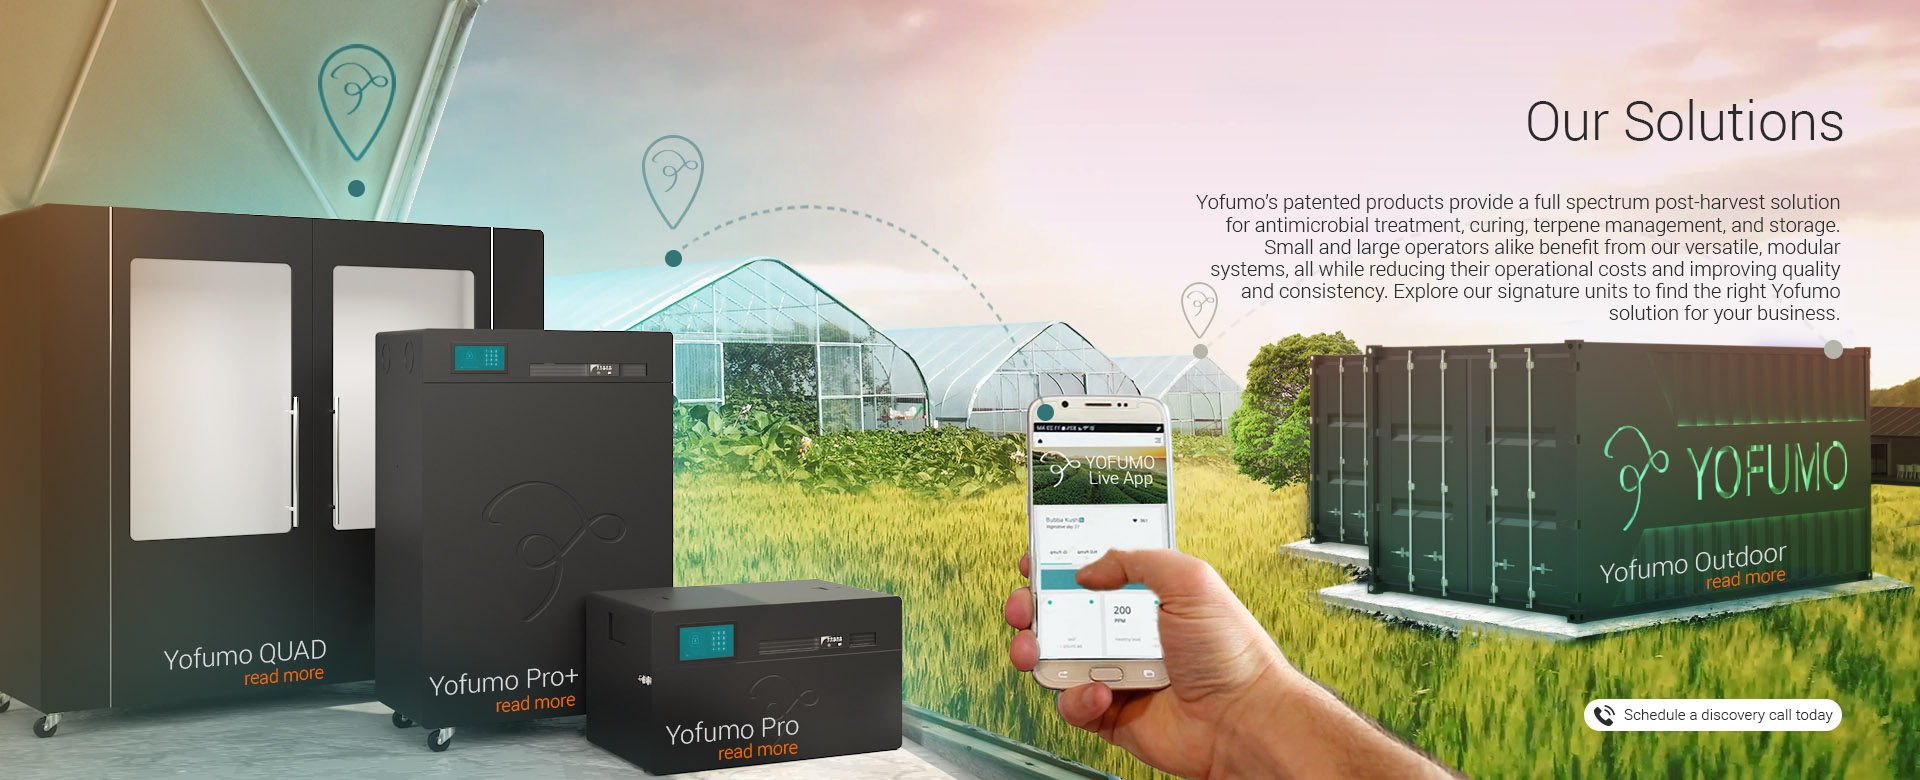 Our Solutions
Yofumo's patented products provide a full spectrum post-harvest solution
for antimicrobial treatment, curing, terpene management, and storage.
Small and large operators alike benefit from our versatile, modular
systems, all while reducing their operational costs and improving quality
and consistency. Explore our signature units to find the right Yofumo
solution for your business.
YOFUMO
Live App
Bubba Kush
200
PPM
YOFUMO
Yofumo Outdoor
read more
Yofumo QUAD
read more
Yofumo Pro+
read more
Yofumo Pro
read more
Schedule a discovery call today